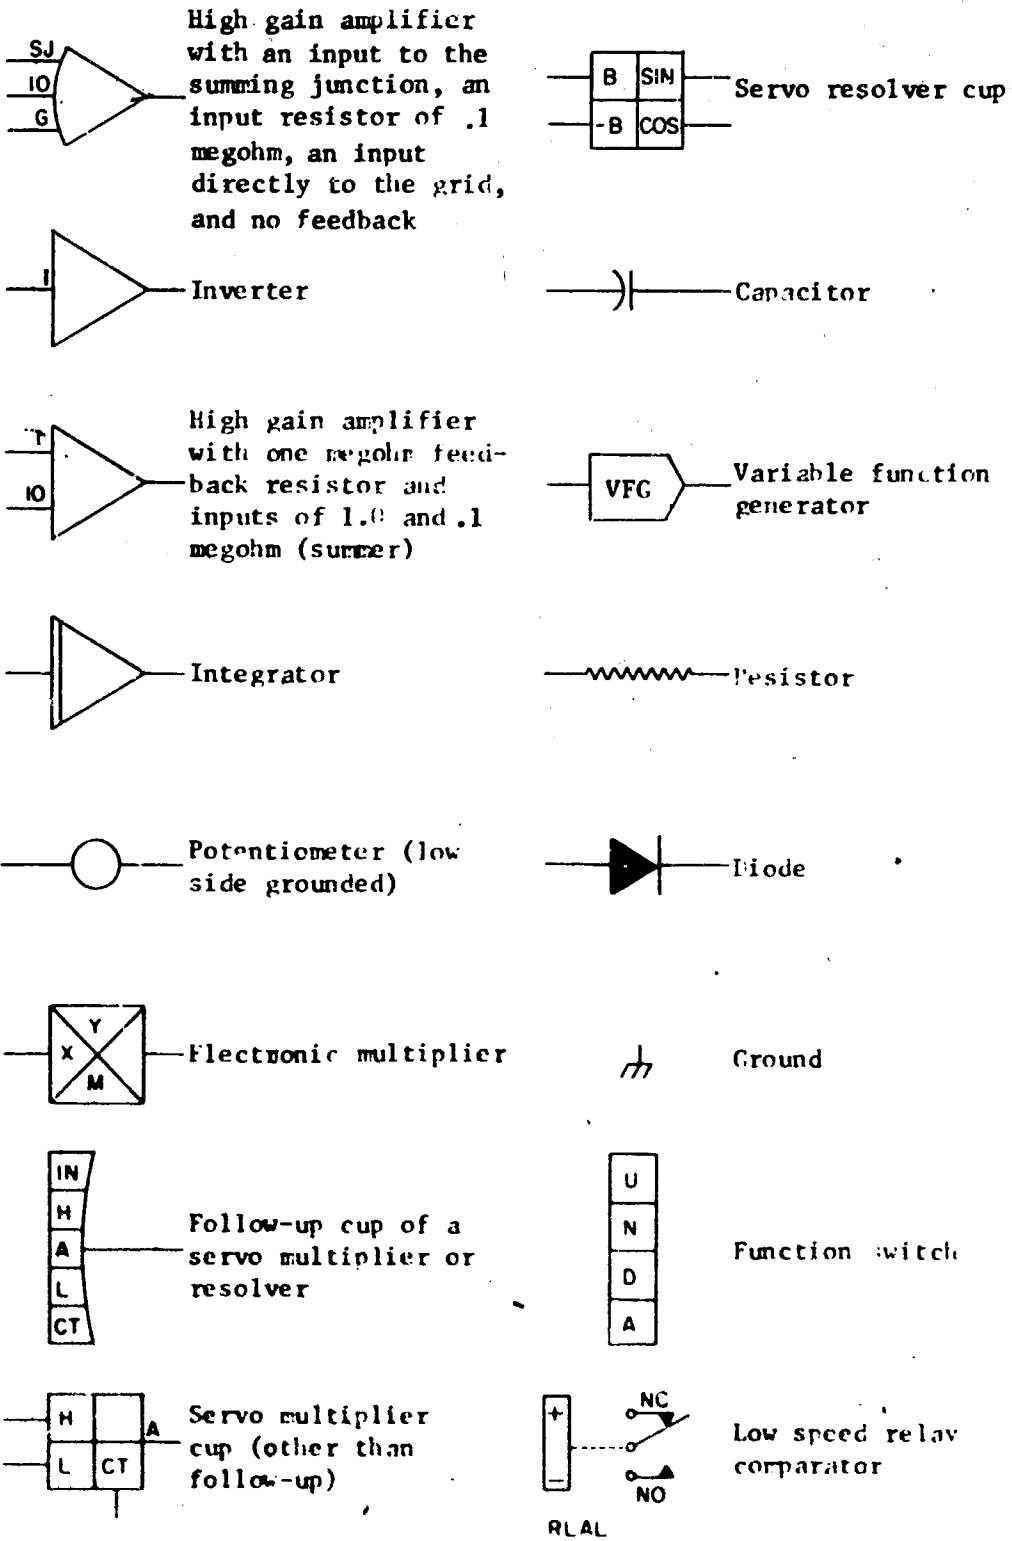 SJ
10
G
High gain amplifier
with an input to the
summing junction, an
input resistor of .1
megohm, an input
directly to the grid,
and no feedback
1
Inverter
1
10
High gain amplifier
with one megohm feed-
back resistor and
inputs of 1.0 and .1
megohm (summer)
Integrator
Potentiometer (low
side grounded)
Y
X
M
Electronic multiplier
IN
H
A
L
CT
Follow-up cup of a
servo multiplier or
resolver
H
A
L CT
Servo multiplier
cup (other than
follow-up)
B SIN
-B COS
Servo resolver cup
Capacitor
VFG
Variable function
generator
Resistor
Diode
Ground
U
N
D
A
Function switch
+
-
NC
NO
RLAL
Low speed relay
comparator